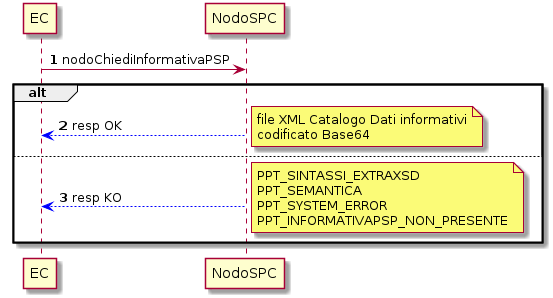 EC NodoSPC
1 nodoChiediInformativaPSP
alt
file XML Catalogo Dati informativi
codificato Base64
2 resp OK
PPT_SINTASSI_EXTRAXSD
PPT_SEMANTICA
PPT_SYSTEM_ERROR
PPT_INFORMATIVAPSP_NON_PRESENTE
3 resp KO
EC NodoSPC